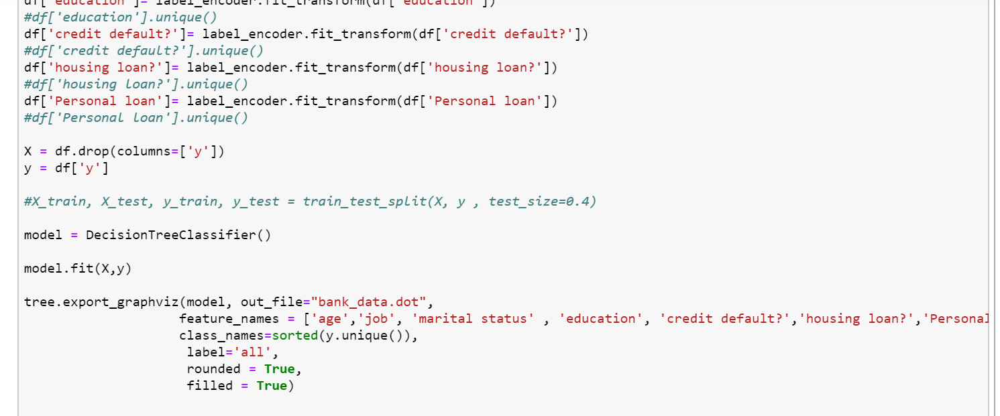 df['education']= label_encoder.fit_transform(df['education'])
#df['education'].unique()
df['credit default?']= label_encoder.fit_transform(df['credit default?'])
#df['credit default?'].unique()
df['housing loan?']= label_encoder.fit_transform(df['housing loan?'])
#df['housing loan?'].unique()
df['Personal loan']= label_encoder.fit_transform(df['Personal loan'])
#df['Personal loan'].unique()
X = df.drop(columns=['y'])
y = df['y']
#X_train, X_test, y_train, y_test = train_test_split(X, y , test_size=0.4)
model = DecisionTreeClassifier()
model.fit(X,y)
tree.export_graphviz(model, out_file="bank_data.dot",
feature_names = ['age','job', 'marital status' , 'education', 'credit default?','housing loan?','Personal
class_names=sorted(y.unique()),
label='all',
rounded = True,
filled = True)